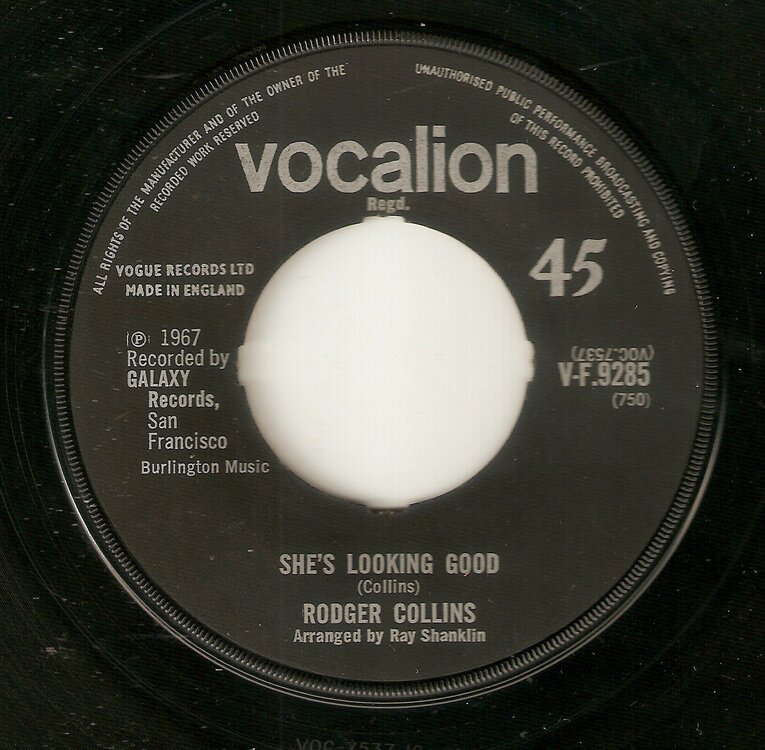 ALL RIGHTS OF THE MANUFACTURER AND OF THE OWNER OF THE
RECORDED WORK RESERVED
UNAUTHORISED PUBLIC PERFORMANCE BROADCASTING AND COPYING
OF THIS RECORD PROHIBITED
vocalion
Regd.
45
VOGUE RECORDS LTD
MADE IN ENGLAND
℗ 1967
Recorded by
GALAXY
Records,
San
Francisco
Burlington Music
(VOC.7537)
V-F.9285
(750)
SHE'S LOOKING GOOD
(Collins)
RODGER COLLINS
Arranged by Ray Shanklin